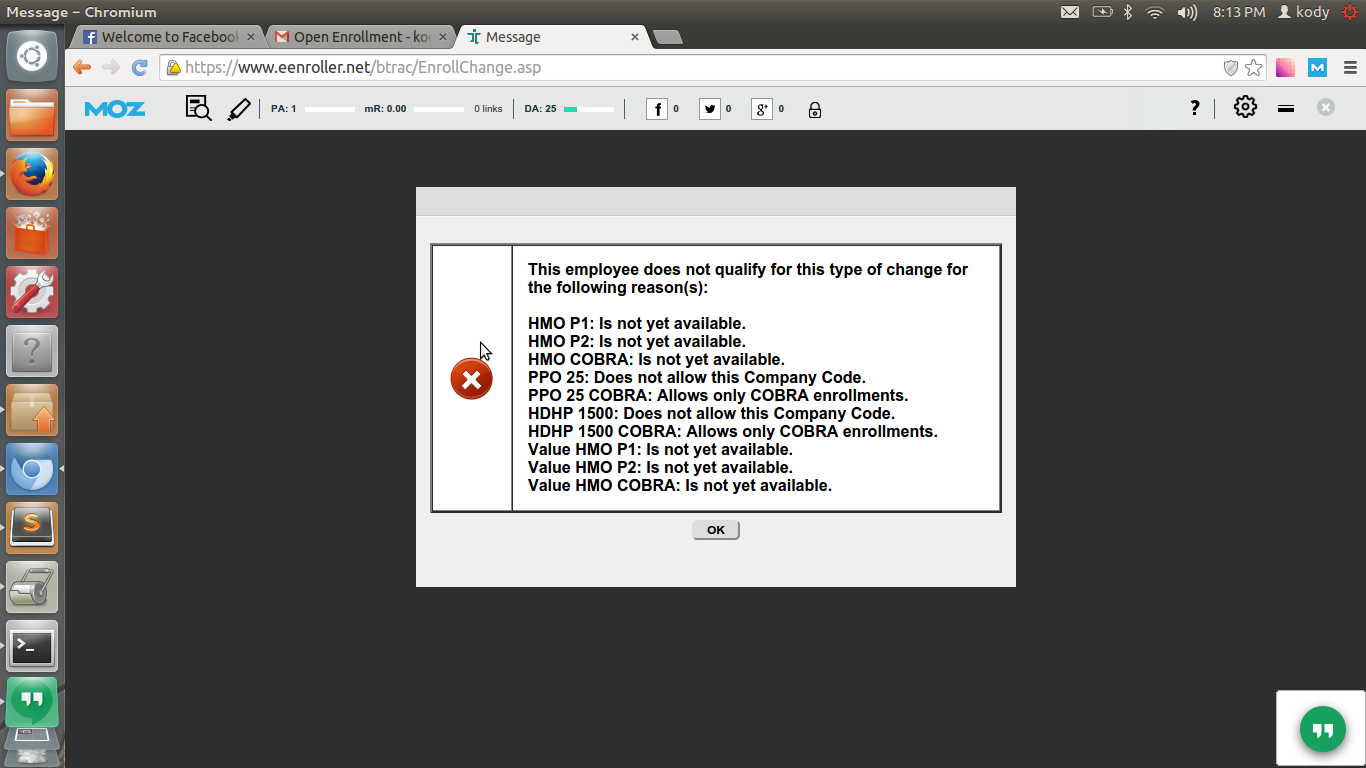 Message – Chromium
8:13 PM
kody
Welcome to Facebook
Open Enrollment - ko
Message
https://www.eenroller.net/btrac/EnrollChange.asp
MOZ
PA: 1
mR: 0.00
0 links
DA: 25
0
0
0
?
This employee does not qualify for this type of change for
the following reason(s):
HMO P1: Is not yet available.
HMO P2: Is not yet available.
HMO COBRA: Is not yet available.
PPO 25: Does not allow this Company Code.
PPO 25 COBRA: Allows only COBRA enrollments.
HDHP 1500: Does not allow this Company Code.
HDHP 1500 COBRA: Allows only COBRA enrollments.
Value HMO P1: Is not yet available.
Value HMO P2: Is not yet available.
Value HMO COBRA: Is not yet available.
OK